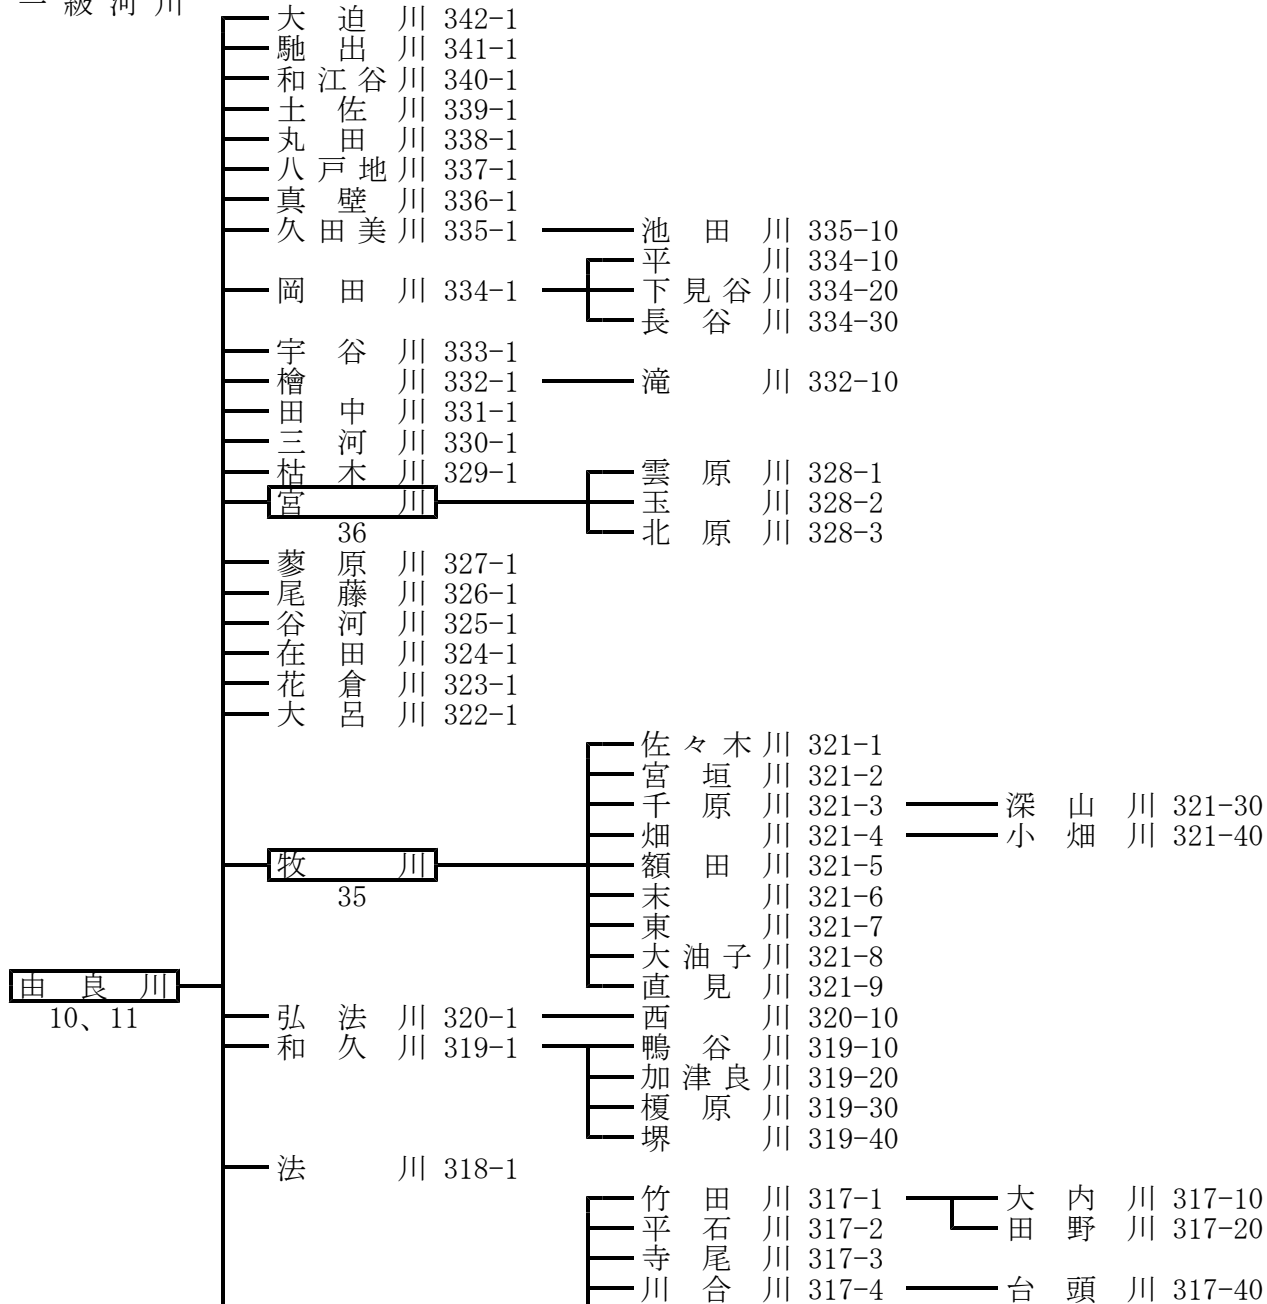 一級河川
大迫川 342-1
馳出川 341-1
和江谷川 340-1
土佐川 339-1
丸田川 338-1
八戸地川 337-1
真壁川 336-1
久田美川 335-1 池田川 335-10
平川 334-10
岡田川 334-1 下見谷川 334-20
長谷川 334-30
宇谷川 333-1
檜川 332-1 滝川 332-10
田中川 331-1
三河川 330-1
枯木川 329-1 雲原川 328-1
宮川 玉川 328-2
36 北原川 328-3
蓼原川 327-1
尾藤川 326-1
谷河川 325-1
在田川 324-1
花倉川 323-1
大呂川 322-1
佐々木川 321-1
宮垣川 321-2
千原川 321-3 深山川 321-30
畑川 321-4 小畑川 321-40
牧川 額田川 321-5
35 末川 321-6
東川 321-7
大油子川 321-8
由良川 直見川 321-9
10、11 弘法川 320-1 西川 320-10
和久川 319-1 鴨谷川 319-10
加津良川 319-20
榎原川 319-30
堺川 319-40
法川 318-1
竹田川 317-1 大内川 317-10
平石川 317-2 田野川 317-20
寺尾川 317-3
川合川 317-4 台頭川 317-40